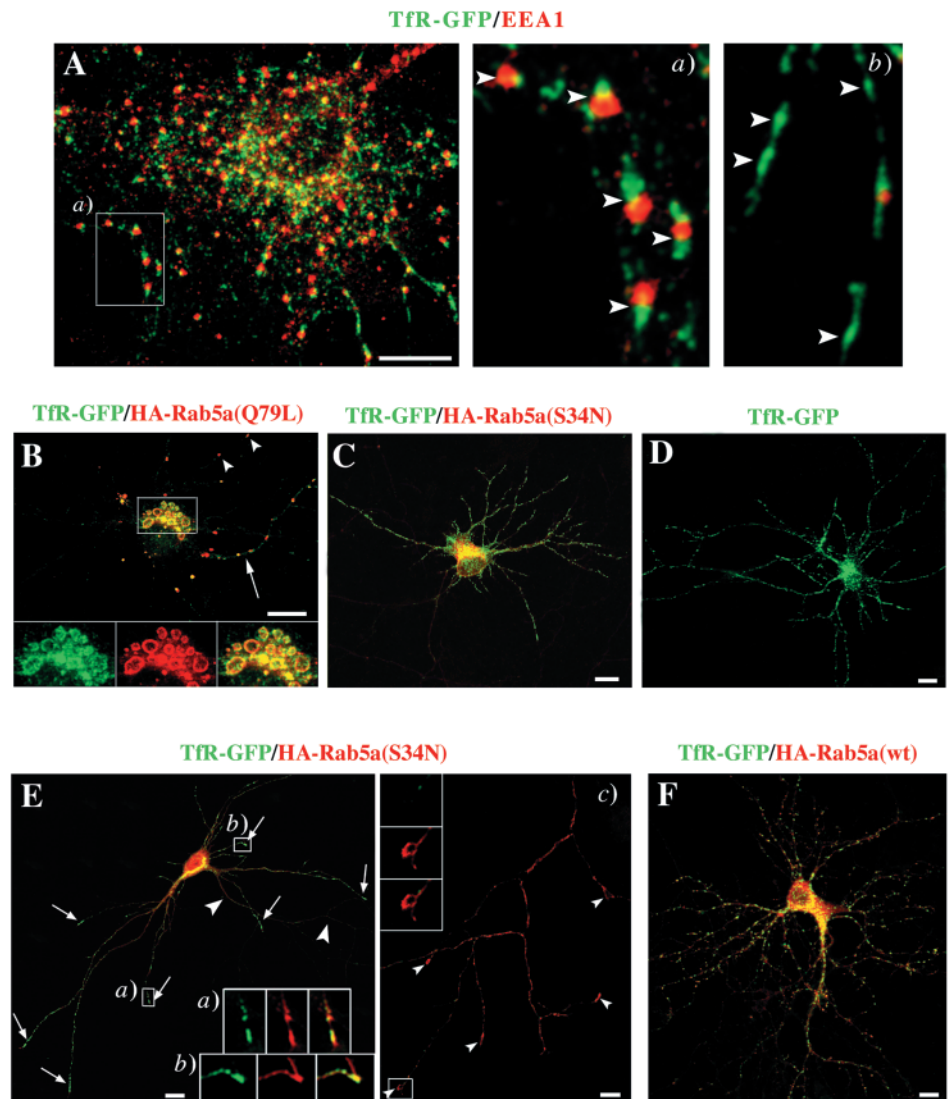 TfR-GFP/EEA1
A
a)
a)
b)
TfR-GFP/HA-Rab5a(Q79L)
TfR-GFP/HA-Rab5a(S34N)
TfR-GFP
B
C
D
TfR-GFP/HA-Rab5a(S34N)
TfR-GFP/HA-Rab5a(wt)
E
b)
a)
a)
b)
c)
F